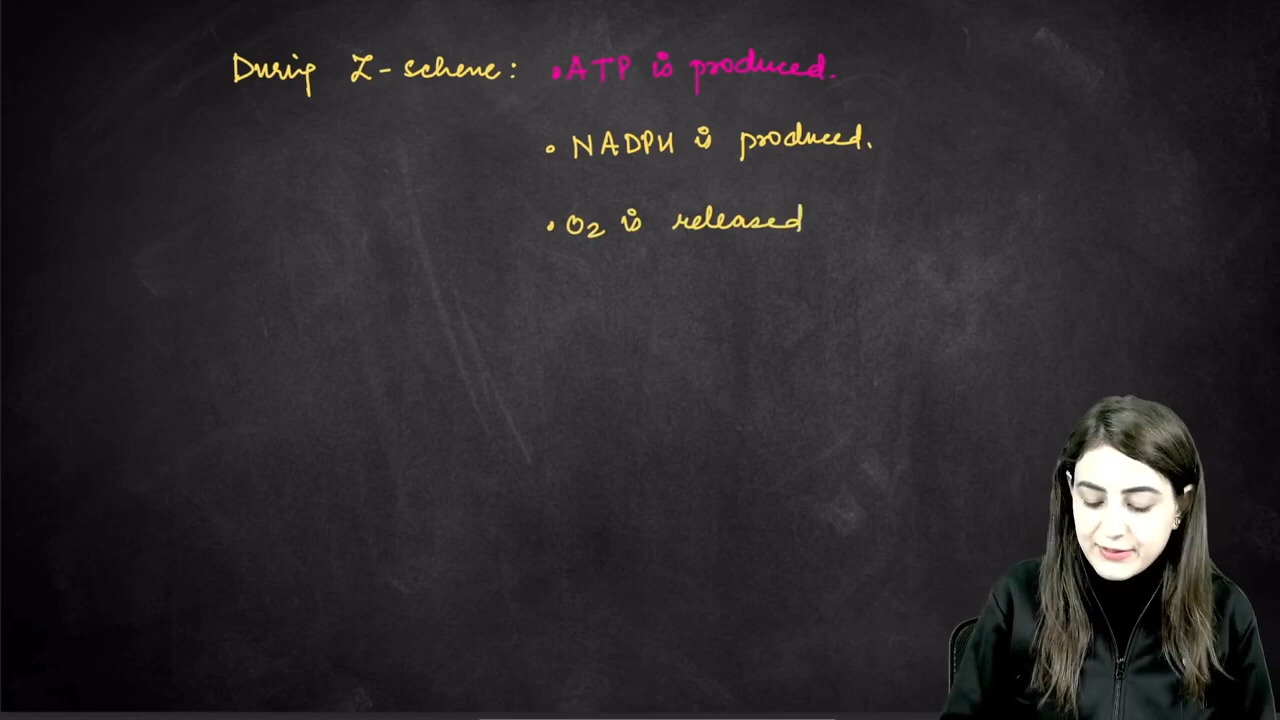 During Z-scheme: • ATP is produced.
• NADPH is produced.
• O2 is released